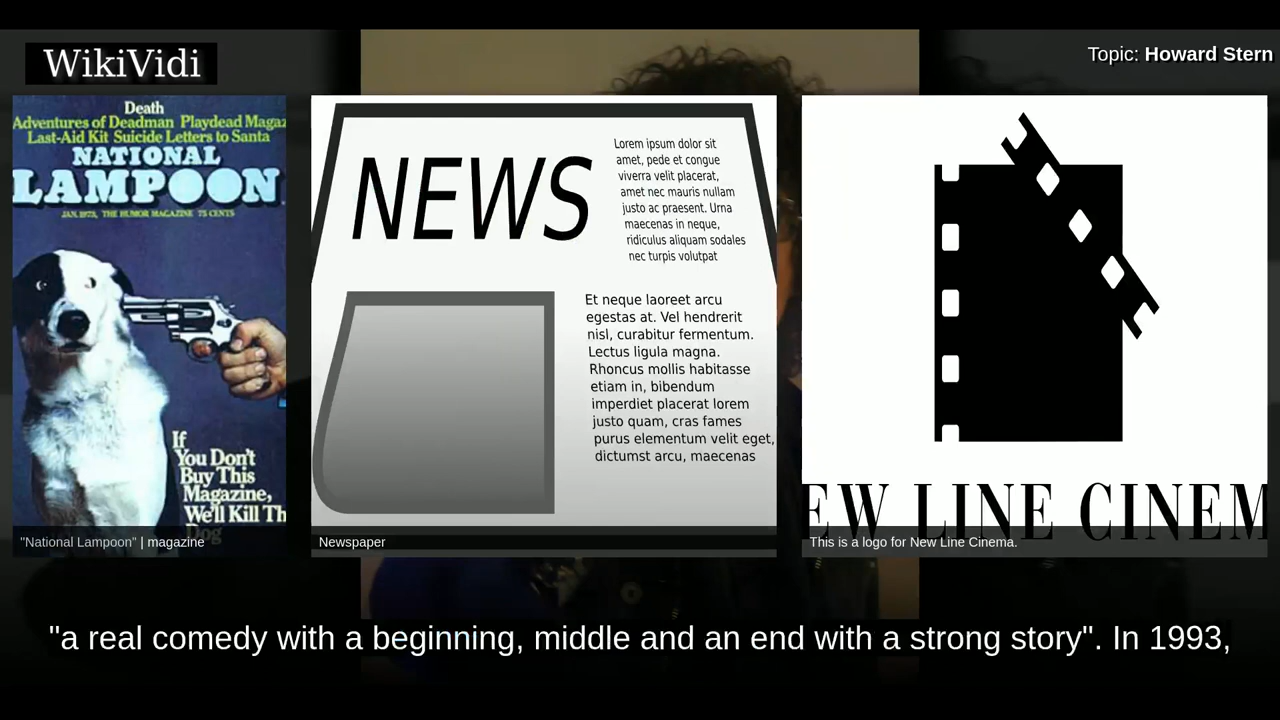 WikiVidi
Topic: Howard Stern
Death
Adventures of Deadman Playdead Magaz
Last-Aid Kit Suicide Letters to Santa
NATIONAL
LAMPOON
JAN. 1973, THE HUMOR MAGAZINE 75 CENTS
If
You Don't
Buy This
Magazine,
We'll Kill Th
Dog
"National Lampoon" | magazine
NEWS
Lorem ipsum dolor sit
amet, pede et congue
viverra velit placerat,
amet nec mauris nullam
justo ac praesent. Urna
maecenas in neque,
ridiculus aliquam sodales
nec turpis volutpat
Et neque laoreet arcu
egestas at. Vel hendrerit
nisl, curabitur fermentum.
Lectus ligula magna.
Rhoncus mollis habitasse
etiam in, bibendum
imperdiet placerat lorem
justo quam, cras fames
purus elementum velit eget,
dictumst arcu, maecenas
Newspaper
EW LINE CINEM
This is a logo for New Line Cinema.
"a real comedy with a beginning, middle and an end with a strong story". In 1993,